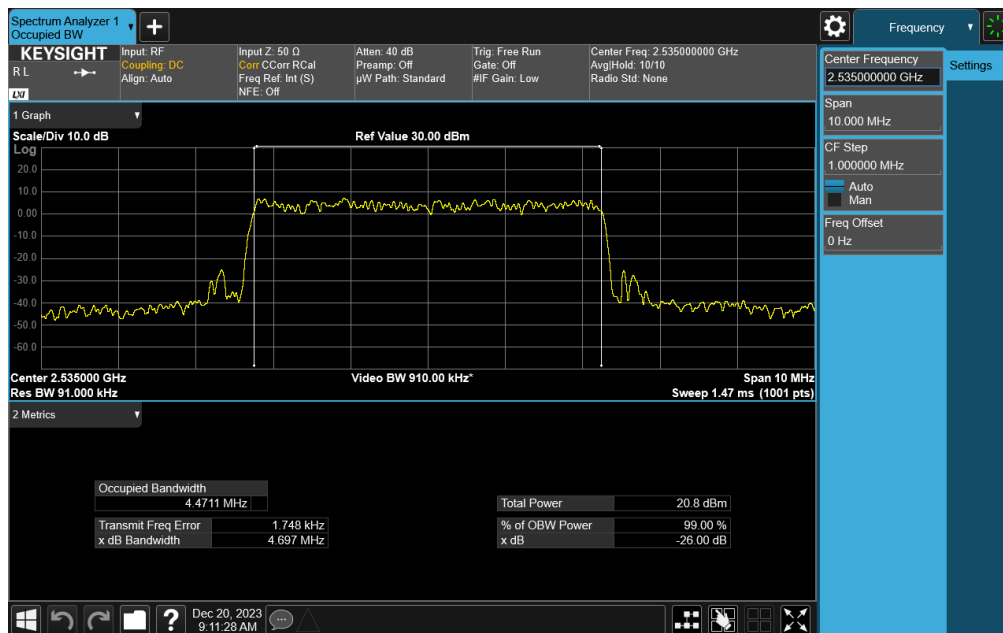 Spectrum Analyzer 1
Occupied BW
Frequency
KEYSIGHT
R L
LXI
Input: RF
Coupling: DC
Align: Auto
Input Z: 50 Ω
Corr CCorr RCal
Freq Ref: Int (S)
NFE: Off
Atten: 40 dB
Preamp: Off
µW Path: Standard
Trig: Free Run
Gate: Off
#IF Gain: Low
Center Freq: 2.535000000 GHz
Avg|Hold: 10/10
Radio Std: None
Center Frequency
2.535000000 GHz
Settings
Span
10.000 MHz
CF Step
1.000000 MHz
Auto
Man
Freq Offset
0 Hz
1 Graph
Scale/Div 10.0 dB
Ref Value 30.00 dBm
Log
20.0
10.0
0.00
-10.0
-20.0
-30.0
-40.0
-50.0
-60.0
Center 2.535000 GHz
Video BW 910.00 kHz*
Span 10 MHz
Res BW 91.000 kHz
Sweep 1.47 ms (1001 pts)
2 Metrics
Occupied Bandwidth
4.4711 MHz
Total Power 20.8 dBm
Transmit Freq Error 1.748 kHz
% of OBW Power 99.00 %
x dB Bandwidth 4.697 MHz
x dB -26.00 dB
Dec 20, 2023
9:11:28 AM